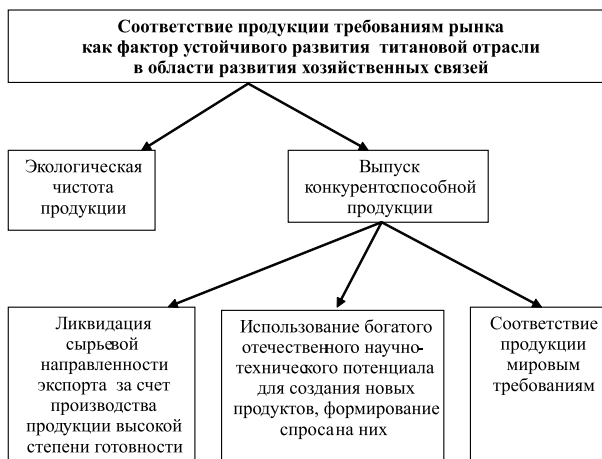 Соответствие продукции требованиям рынка
как фактор устойчивого развития титановой отрасли
в области развития хозяйственных связей
Экологическая
чистота
продукции
Выпуск
конкурентоспособной
продукции
Ликвидация
сырьевой
направленности
экспорта за счет
производства
продукции высокой
степени готовности
Использование богатого
отечественного научно-
технического потенциала
для создания новых
продуктов, формирование
спроса на них
Соответствие
продукции
мировым
требованиям